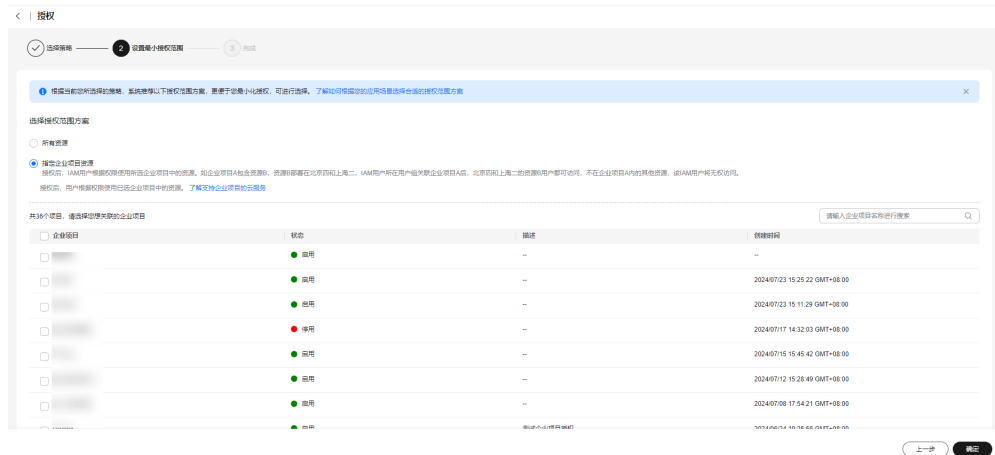 授权
选择策略 2 设置最小授权范围 3 完成
根据当前您所选择的策略，系统推荐以下授权范围方案，更便于您最小化授权，可进行选择。 了解如何根据您的应用场景选择合适的授权范围方案
选择授权范围方案
所有资源
指定企业项目资源
授权后，IAM用户根据权限使用所选企业项目中的资源。如企业项目A包含资源B，资源B部署在北京四和上海二，IAM用户所在用户组关联企业项目A后，北京四和上海二的资源B用户都可访问，不在企业项目A内的其他资源，该IAM用户将无权访问。
授权后，用户根据权限使用已选企业项目中的资源。 了解支持企业项目的云服务
共36个项目，请选择您想关联的企业项目 请输入企业项目名称进行搜索
企业项目 状态 描述 创建时间
启用 -- --
启用 -- 2024/07/23 15:25:22 GMT+08:00
启用 -- 2024/07/23 15:11:29 GMT+08:00
停用 -- 2024/07/17 14:32:03 GMT+08:00
启用 -- 2024/07/15 15:45:42 GMT+08:00
启用 -- 2024/07/12 15:28:49 GMT+08:00
启用 -- 2024/07/08 17:54:21 GMT+08:00
上一步 确定